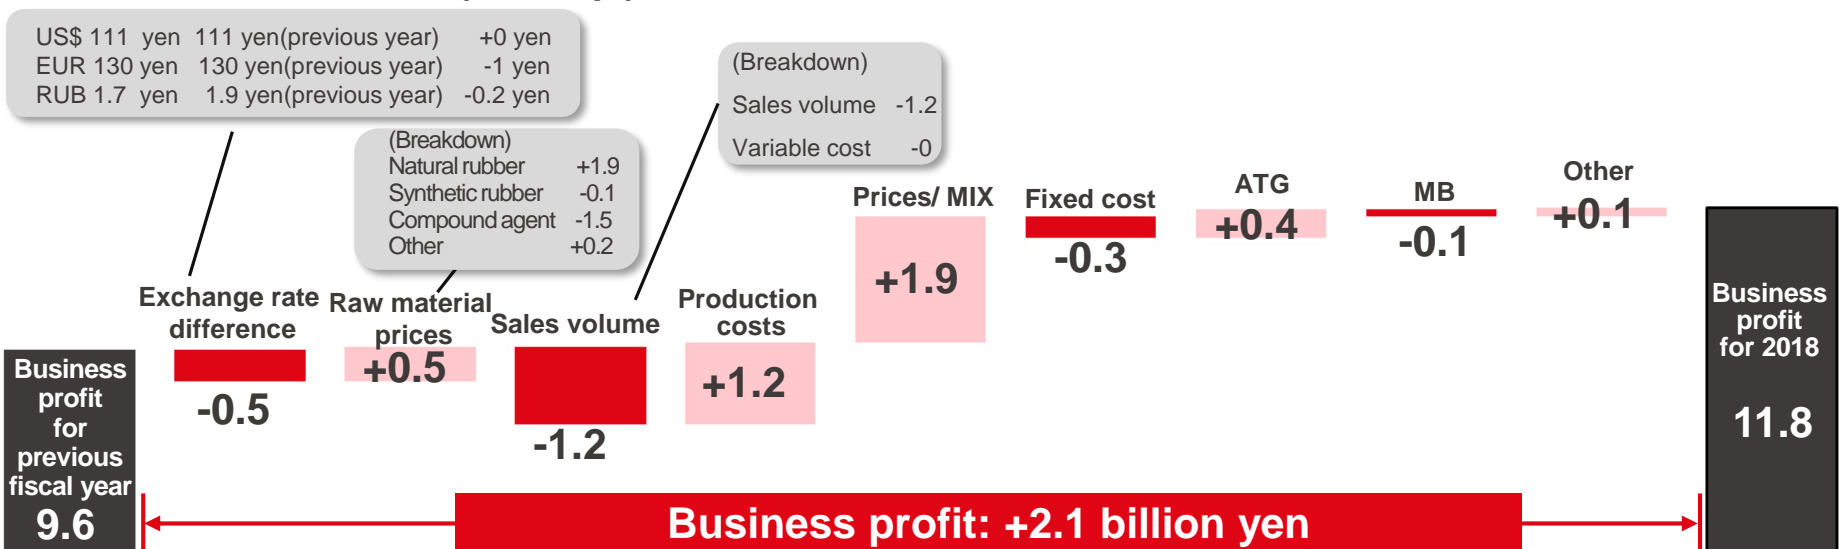 US$ 111 yen 111 yen(previous year) +0 yen
EUR 130 yen 130 yen(previous year) -1 yen
RUB 1.7 yen 1.9 yen(previous year) -0.2 yen
(Breakdown)
Natural rubber +1.9
Synthetic rubber -0.1
Compound agent -1.5
Other +0.2
(Breakdown)
Sales volume -1.2
Variable cost -0
Business
profit
for
previous
fiscal year
9.6
Exchange rate
difference
-0.5
Raw material
prices
+0.5
Sales volume
-1.2
Production
costs
+1.2
Prices/ MIX
+1.9
Fixed cost
-0.3
ATG
+0.4
MB
-0.1
Other
+0.1
Business
profit
for 2018
11.8
Business profit: +2.1 billion yen